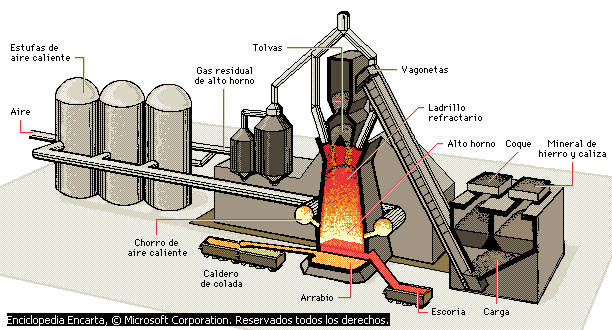 Estufas de
aire caliente
Tolvas
Gas residual
de alto horno
Vagonetas
Aire
Ladrillo
refractario
Alto horno
Coque
Mineral de
hierro y caliza
Chorro de
aire caliente
Caldero
de colada
Arrabio
Escoria
Carga
Enciclopedia Encarta, © Microsoft Corporation. Reservados todos los derechos.